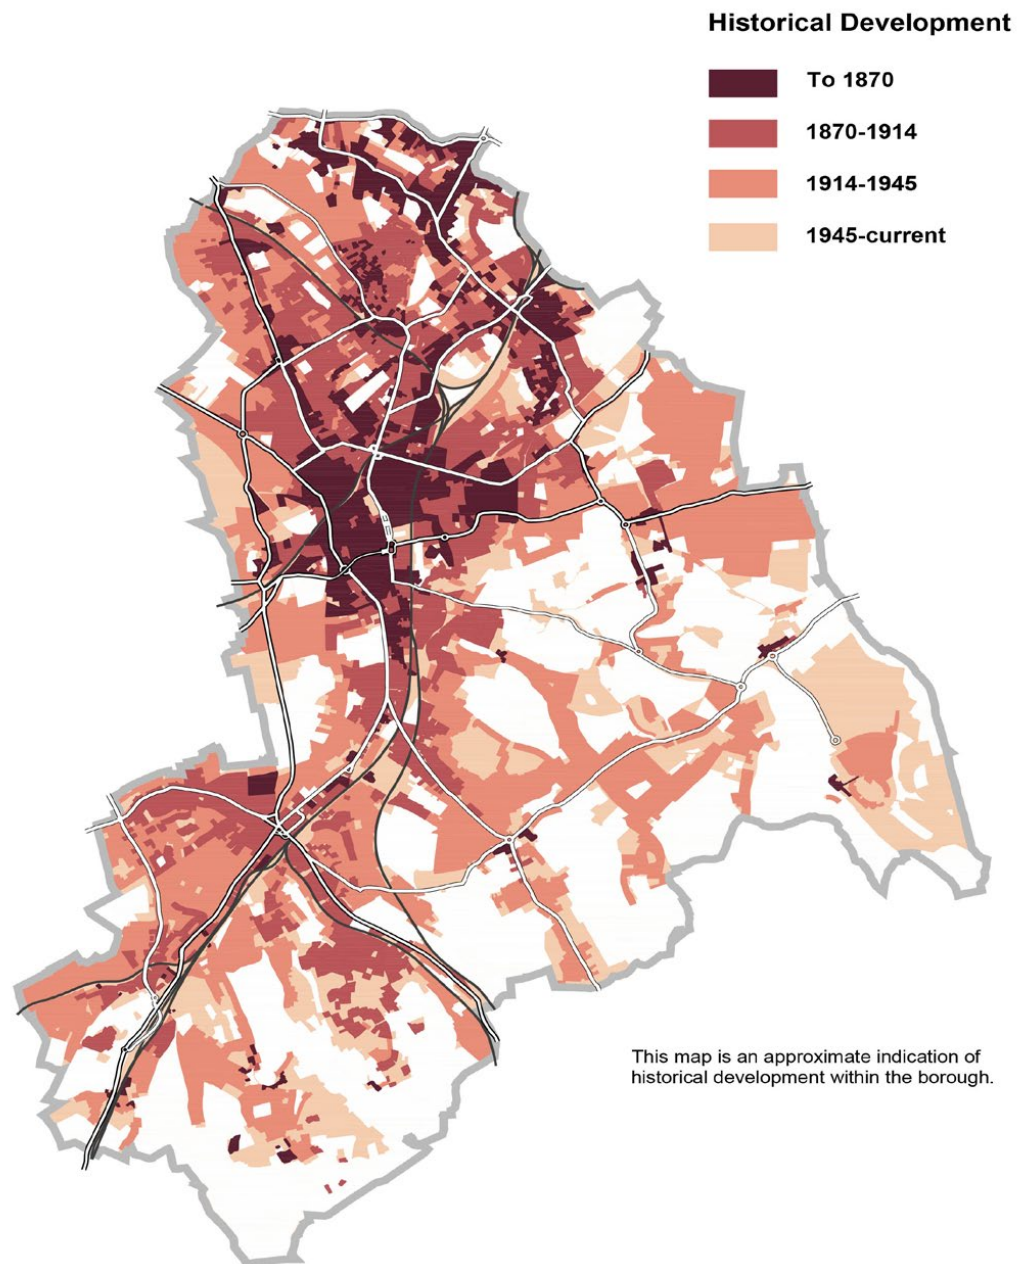 Historical Development
To 1870
1870-1914
1914-1945
1945-current
This map is an approximate indication of
historical development within the borough.